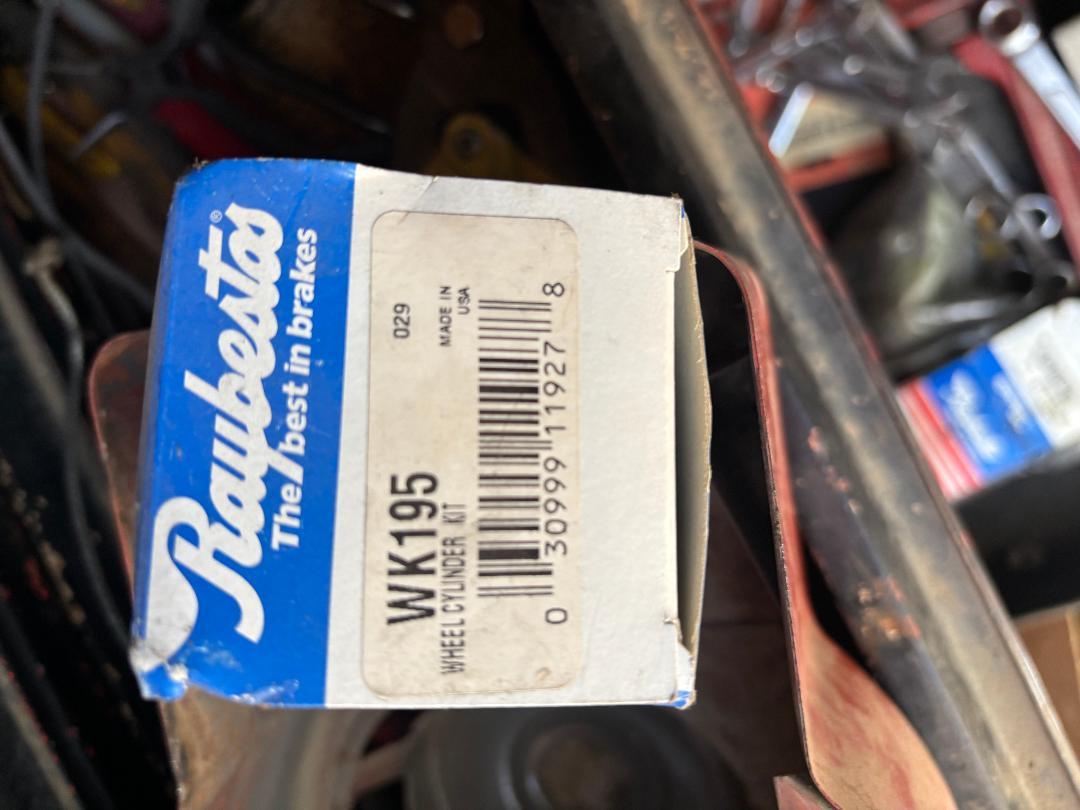 Raybestos®
The best in brakes
029
MADE IN
USA
WK195
WHEEL CYLINDER KIT
0 30999 11927 8